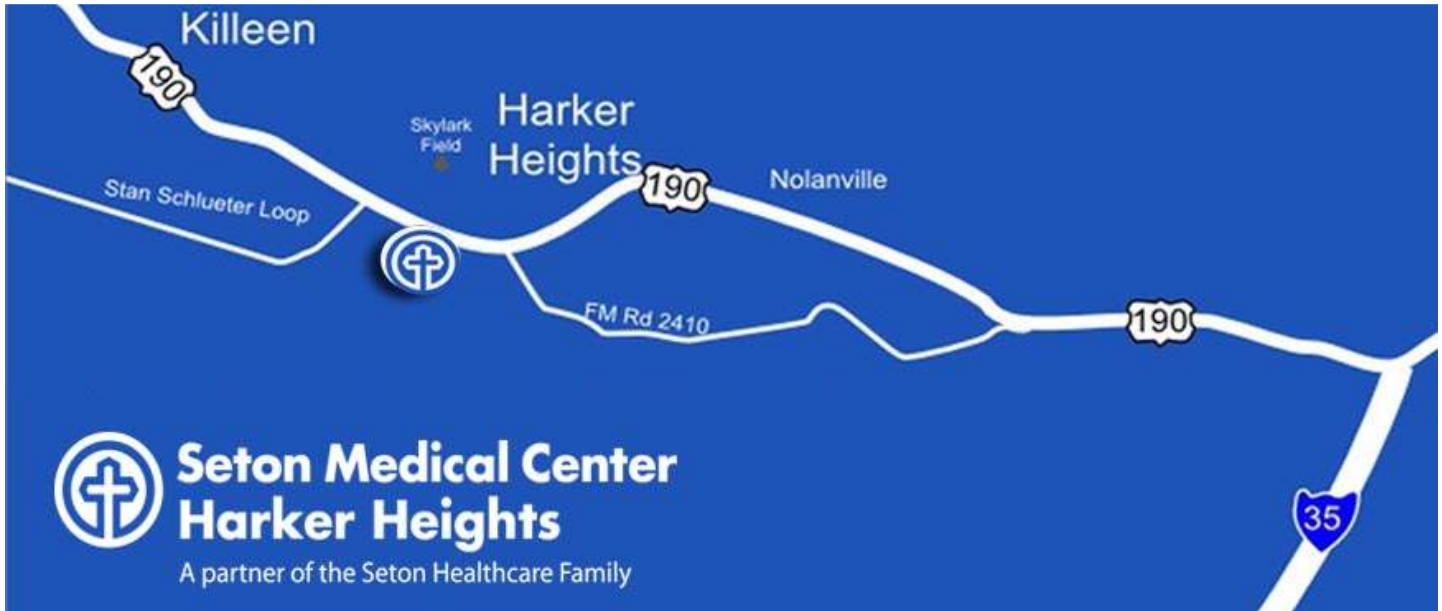 Killeen
190
Skylark
Field
Harker
Heights
190
Nolanville
Stan Schlueter Loop
FM Rd 2410
190
35
Seton Medical Center
Harker Heights
A partner of the Seton Healthcare Family